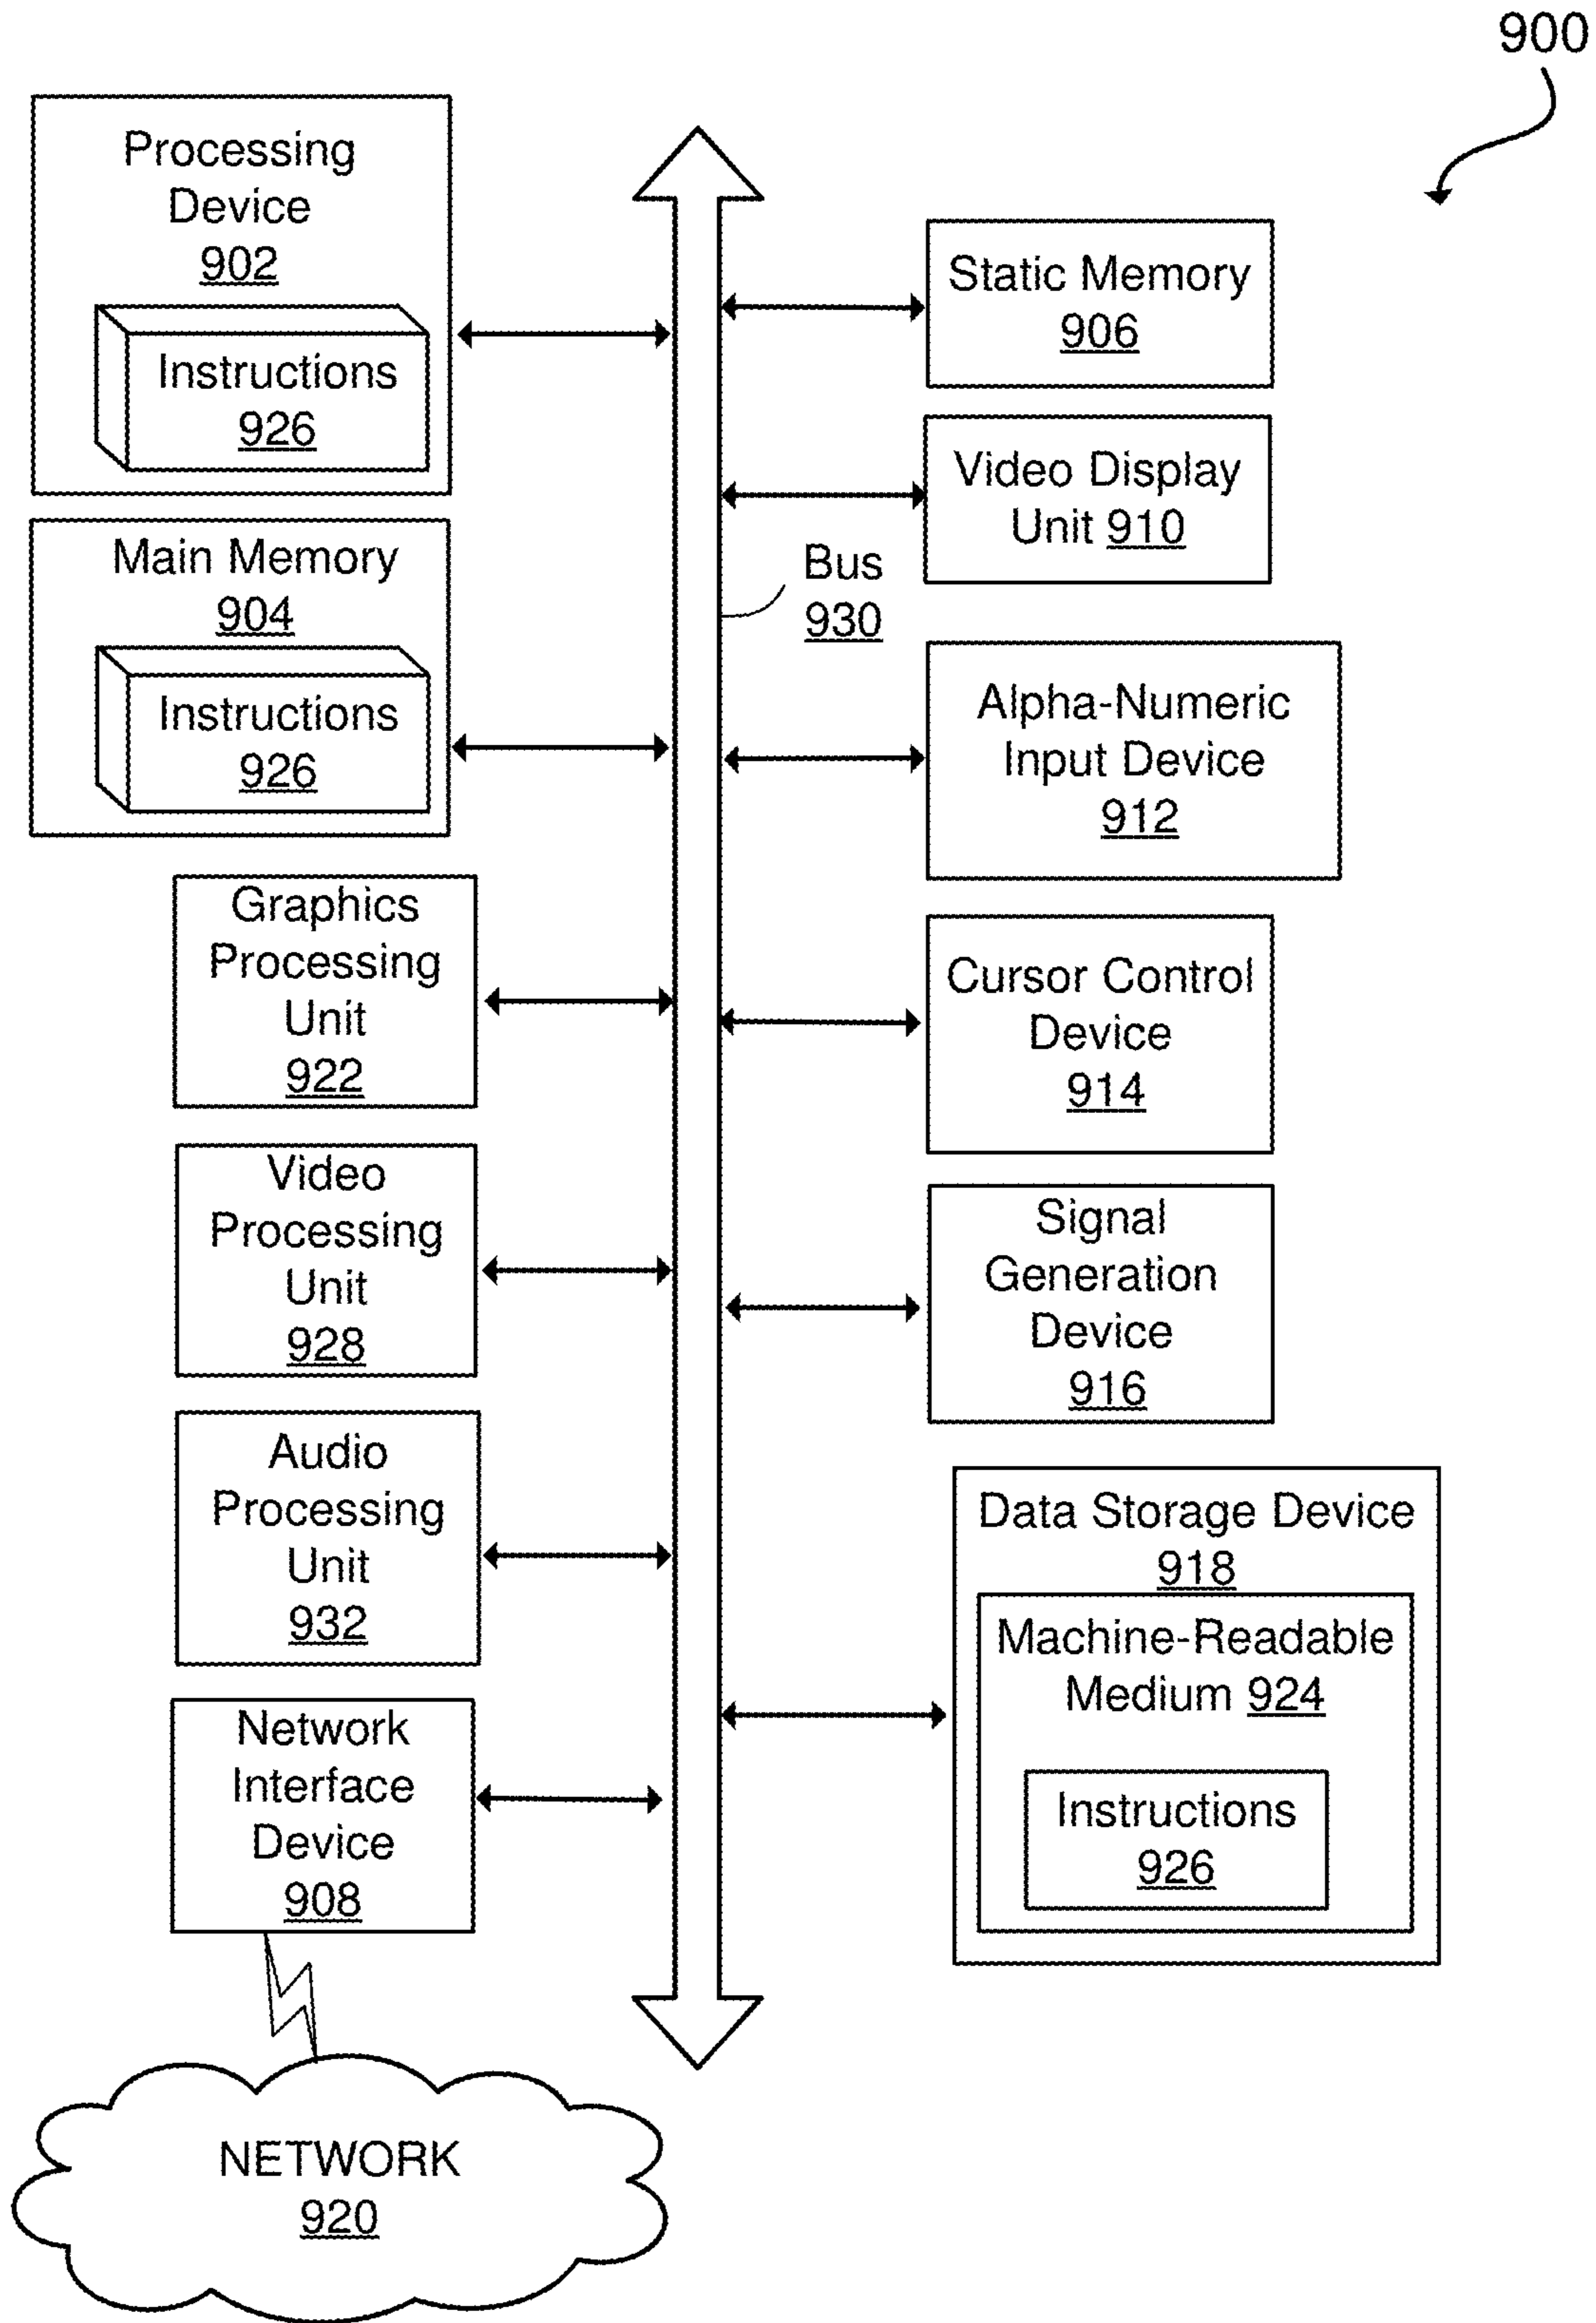 900
Processing
Device
902
Instructions
926
Main Memory
904
Instructions
926
Graphics
Processing
Unit
922
Video
Processing
Unit
928
Audio
Processing
Unit
932
Network
Interface
Device
908
NETWORK
920
Bus
930
Static Memory
906
Video Display
Unit 910
Alpha-Numeric
Input Device
912
Cursor Control
Device
914
Signal
Generation
Device
916
Data Storage Device
918
Machine-Readable
Medium 924
Instructions
926